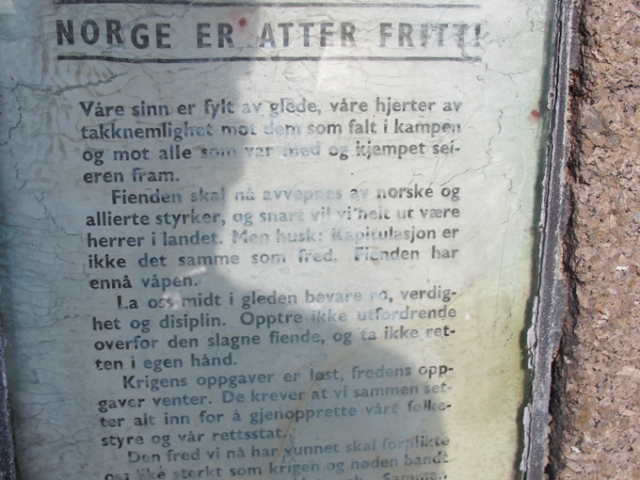 NORGE ER ATTER FRITT!
Våre sinn er fylt av glede, våre hjerter av
takknemlighet mot dem som falt i kampen
og mot alle som var med og kjempet sei-
eren fram.
Fienden skal nå avvæpnes av norske og
allierte styrker, og snart vil vi helt ut være
herrer i landet. Men husk: Kapitulasjon er
ikke det samme som fred. Fienden har
ennå våpen.
La oss midt i gleden bevare ro, verdig-
het og disiplin. Opptre ikke utfordrende
overfor den slagne fiende, og ta ikke ret-
ten i egen hånd.
Krigens oppgaver er løst, fredens opp-
gaver venter. De krever at vi sammen set-
ter alt inn for å gjenopprette vårt folke-
styre og vår rettsstat.
Den fred vi nå har vunnet skal forplikte
oss like sterkt som krigen og nøden bandt
Sammen